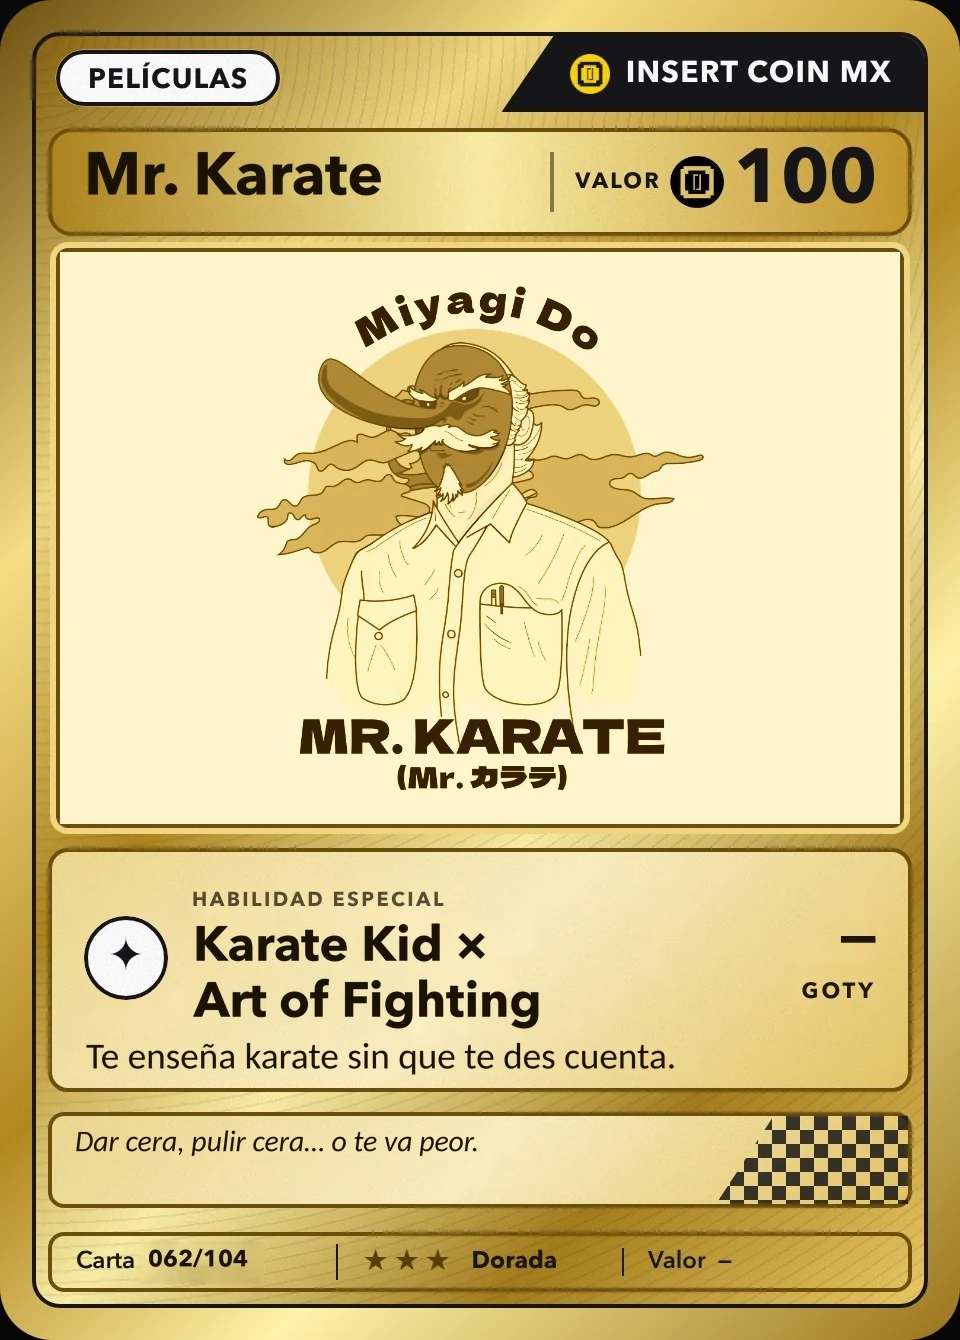 PELÍCULAS
INSERT COIN MX
Mr. Karate
VALOR 100
Miyagi Do
MR. KARATE
(Mr. カラテ)
HABILIDAD ESPECIAL
Karate Kid ×
Art of Fighting
–
GOTY
Te enseña karate sin que te des cuenta.
Dar cera, pulir cera... o te va peor.
Carta 062/104 ★★★ Dorada Valor –